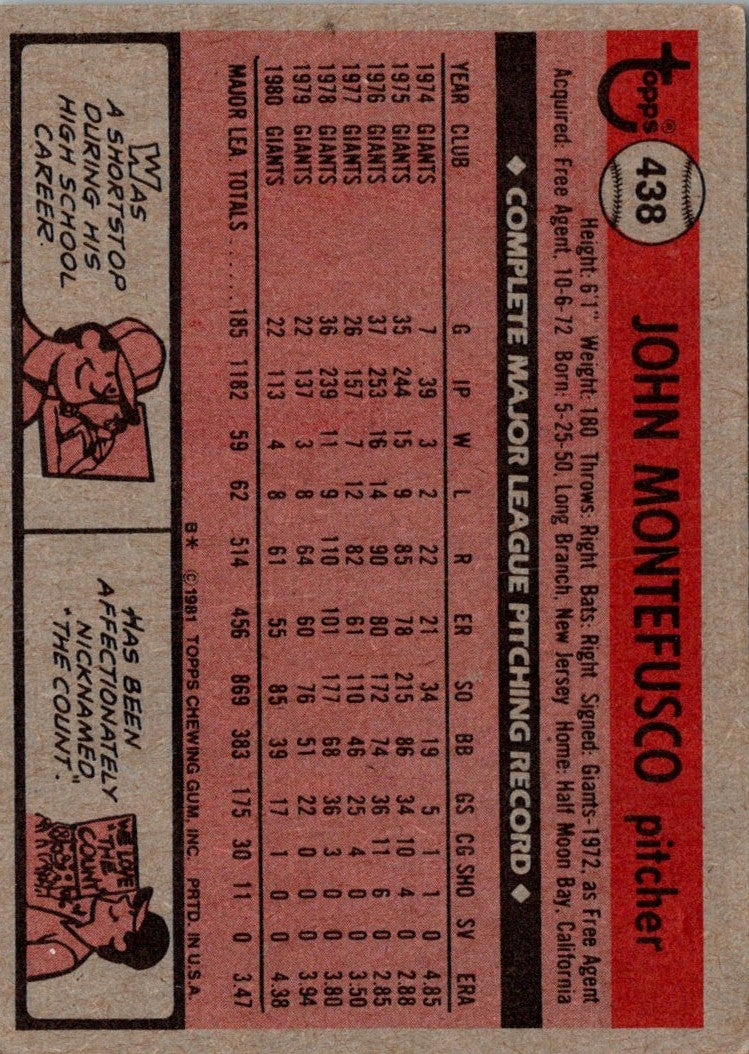 topps®
438
JOHN MONTEFUSCO pitcher
Height: 6'1" Weight: 180 Throws: Right Bats: Right Signed: Giants-1972, as Free Agent
Acquired: Free Agent, 10-6-72 Born: 5-25-50, Long Branch, New Jersey Home: Half Moon Bay, California
◆ COMPLETE MAJOR LEAGUE PITCHING RECORD ◆
YEAR CLUB G IP W L R ER SO BB GS CG SHO SV ERA
1974 GIANTS 7 39 3 2 22 21 34 19 5 1 1 0 4.85
1975 GIANTS 35 244 15 9 85 78 215 86 34 10 4 0 2.88
1976 GIANTS 37 253 16 14 90 80 172 74 36 11 6 0 2.85
1977 GIANTS 26 157 7 12 82 61 110 46 25 4 0 0 3.50
1978 GIANTS 36 239 11 9 110 101 177 68 36 3 0 0 3.80
1979 GIANTS 22 137 3 8 64 60 76 51 22 0 0 0 3.94
1980 GIANTS 22 113 4 8 61 55 85 39 17 1 0 0 4.38
MAJOR LEA. TOTALS..... 185 1182 59 62 514 456 869 383 175 30 11 0 3.47
B* ©1981 TOPPS CHEWING GUM, INC. PRTD. IN U.S.A.
WAS
A SHORTSTOP
DURING HIS
HIGH SCHOOL
CAREER.
HAS BEEN
AFFECTIONATELY
NICKNAMED
"THE COUNT".
WE LOVE
"THE
COUNT"